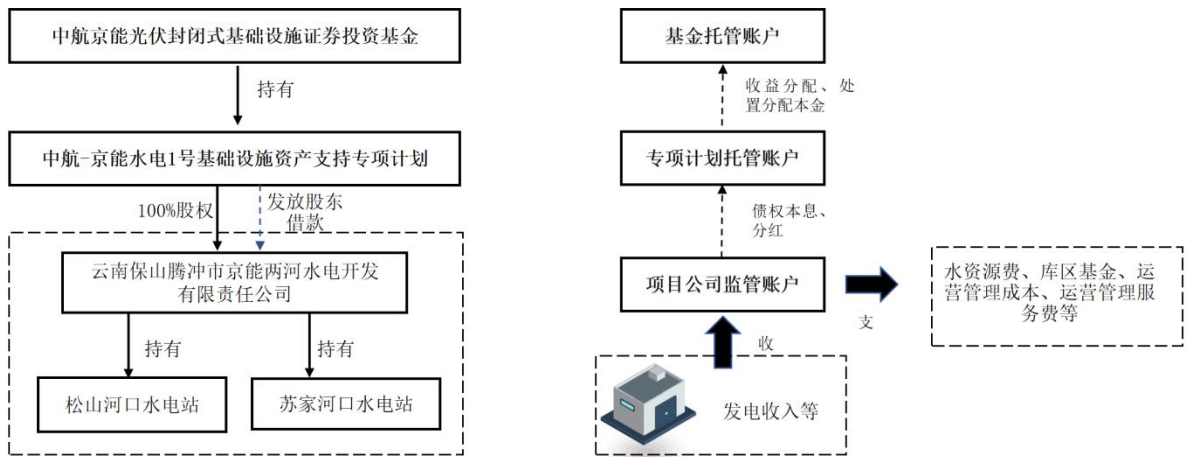 中航京能光伏封闭式基础设施证券投资基金
持有
中航-京能水电1号基础设施资产支持专项计划
100%股权
发放股东
借款
云南保山腾冲市京能两河水电开发
有限责任公司
持有
持有
松山河口水电站
苏家河口水电站
基金托管账户
收益分配、处
置分配本金
专项计划托管账户
债权本息、
分红
项目公司监管账户
支
水资源费、库区基金、运
营管理成本、运营管理服
务费等
收
发电收入等